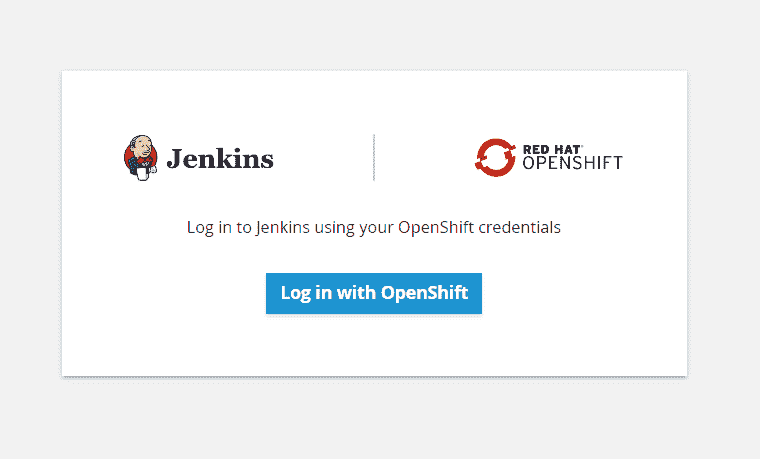 Jenkins
RED HAT®
OPENSHIFT
Log in to Jenkins using your OpenShift credentials
Log in with OpenShift